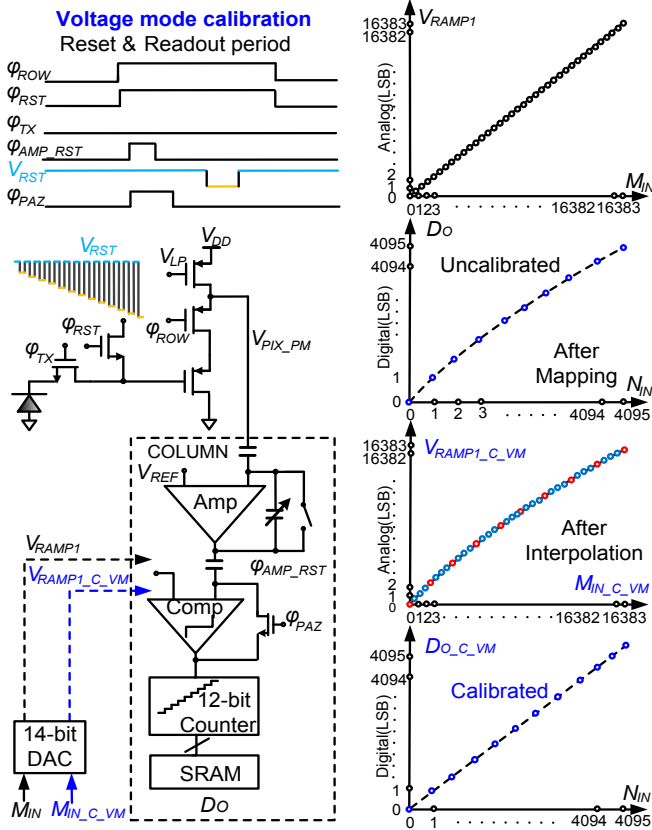 Voltage mode calibration
Reset & Readout period
φROW
φRST
φTX
φAMP_RST
VRST
φPAZ
VRST
φRST
φTX
VDD
VLP
φROW
VPIX_PM
COLUMN
VREF
Amp
φAMP_RST
VRAMP1
VRAMP1_C_VM
Comp
φPAZ
12-bit
Counter
SRAM
DO
14-bit
DAC
MIN
MIN_C_VM
VRAMP1
16383
16382
Analog(LSB)
2
1
0
0123 . . . . . . . 16382 16383
MIN
DO
4095
4094
Uncalibrated
Digital(LSB)
After
Mapping
1
0
NIN
0 1 2 3 . . . . . 4094 4095
VRAMP1_C_VM
16383
16382
Analog(LSB)
After
Interpolation
2
1
0
MIN_C_VM
0123 . . . . . . . 16382 16383
DO_C_VM
4095
4094
Calibrated
Digital(LSB)
1
0
NIN
0 1 . . . . . . . 4094 4095